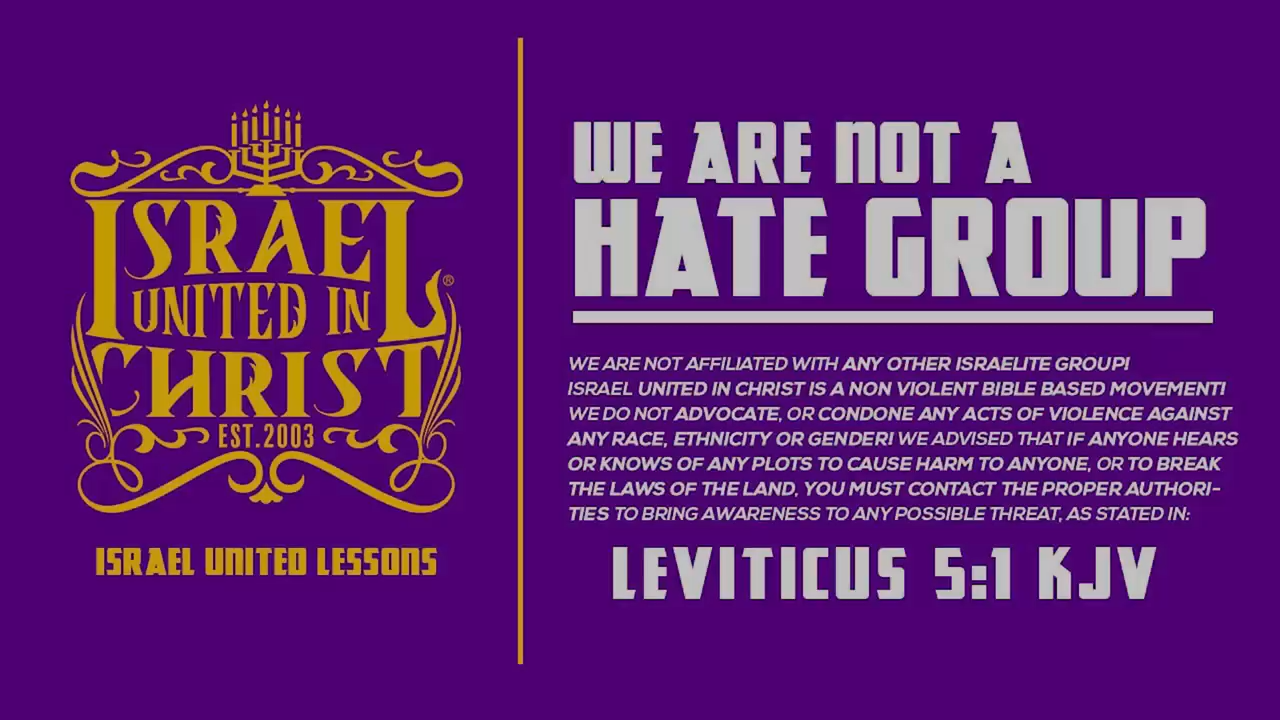 ISRAEL
UNITED IN
CHRIST
®
EST.2003
ISRAEL UNITED LESSONS
WE ARE NOT A
HATE GROUP
WE ARE NOT AFFILIATED WITH ANY OTHER ISRAELITE GROUP!
ISRAEL UNITED IN CHRIST IS A NON VIOLENT BIBLE BASED MOVEMENT!
WE DO NOT ADVOCATE, OR CONDONE ANY ACTS OF VIOLENCE AGAINST
ANY RACE, ETHNICITY OR GENDER! WE ADVISED THAT IF ANYONE HEARS
OR KNOWS OF ANY PLOTS TO CAUSE HARM TO ANYONE, OR TO BREAK
THE LAWS OF THE LAND, YOU MUST CONTACT THE PROPER AUTHORI-
TIES TO BRING AWARENESS TO ANY POSSIBLE THREAT, AS STATED IN:
LEVITICUS 5:1 KJV